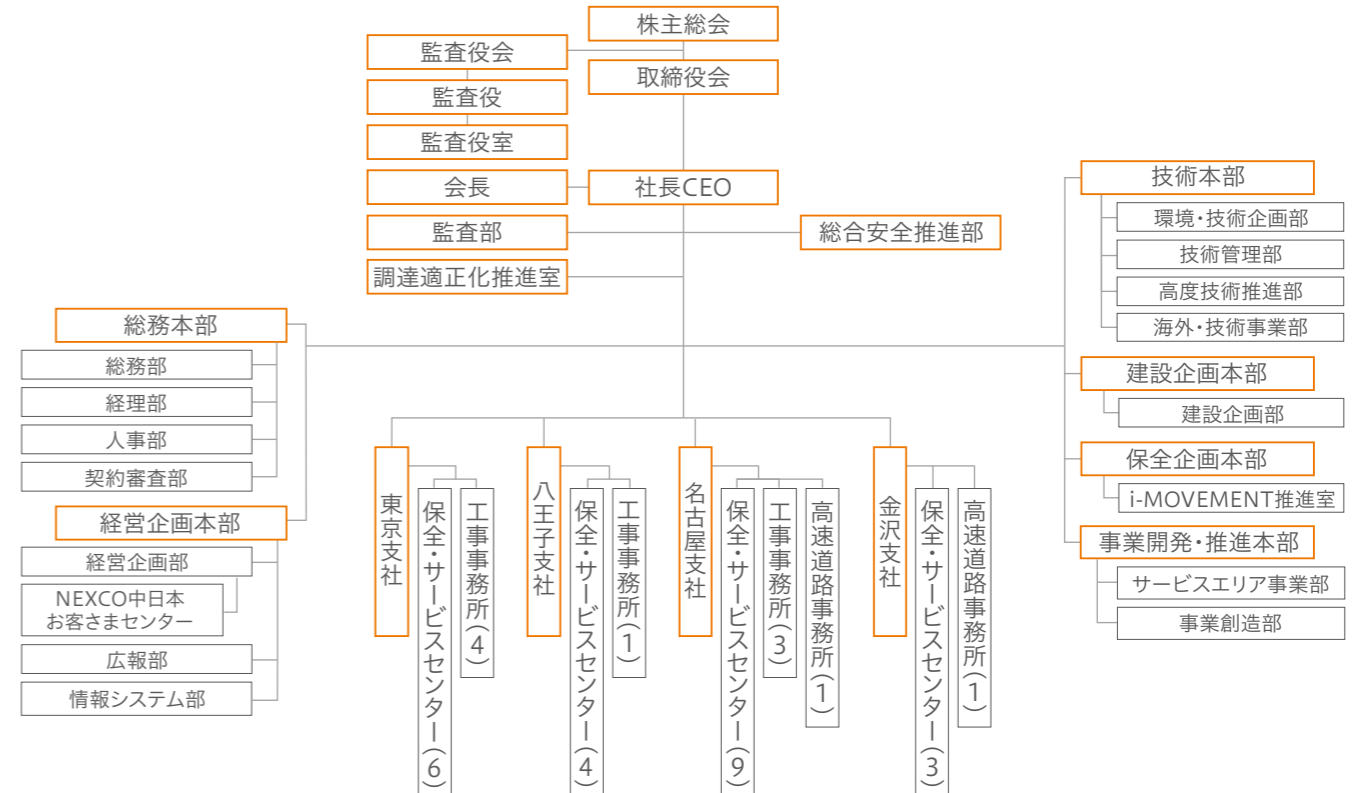 株主総会
監査役会
取締役会
監査役
監査役室
会長
社長CEO
監査部
総合安全推進部
調達適正化推進室
総務本部
総務部
経理部
人事部
契約審査部
経営企画本部
経営企画部
NEXCO中日本
お客さまセンター
広報部
情報システム部
東京支社
保全・サービスセンター(6)
工事事務所(4)
八王子支社
保全・サービスセンター(4)
工事事務所(1)
名古屋支社
保全・サービスセンター(9)
工事事務所(3)
高速道路事務所(1)
金沢支社
保全・サービスセンター(3)
高速道路事務所(1)
技術本部
環境・技術企画部
技術管理部
高度技術推進部
海外・技術事業部
建設企画本部
建設企画部
保全企画本部
i-MOVEMENT推進室
事業開発・推進本部
サービスエリア事業部
事業創造部